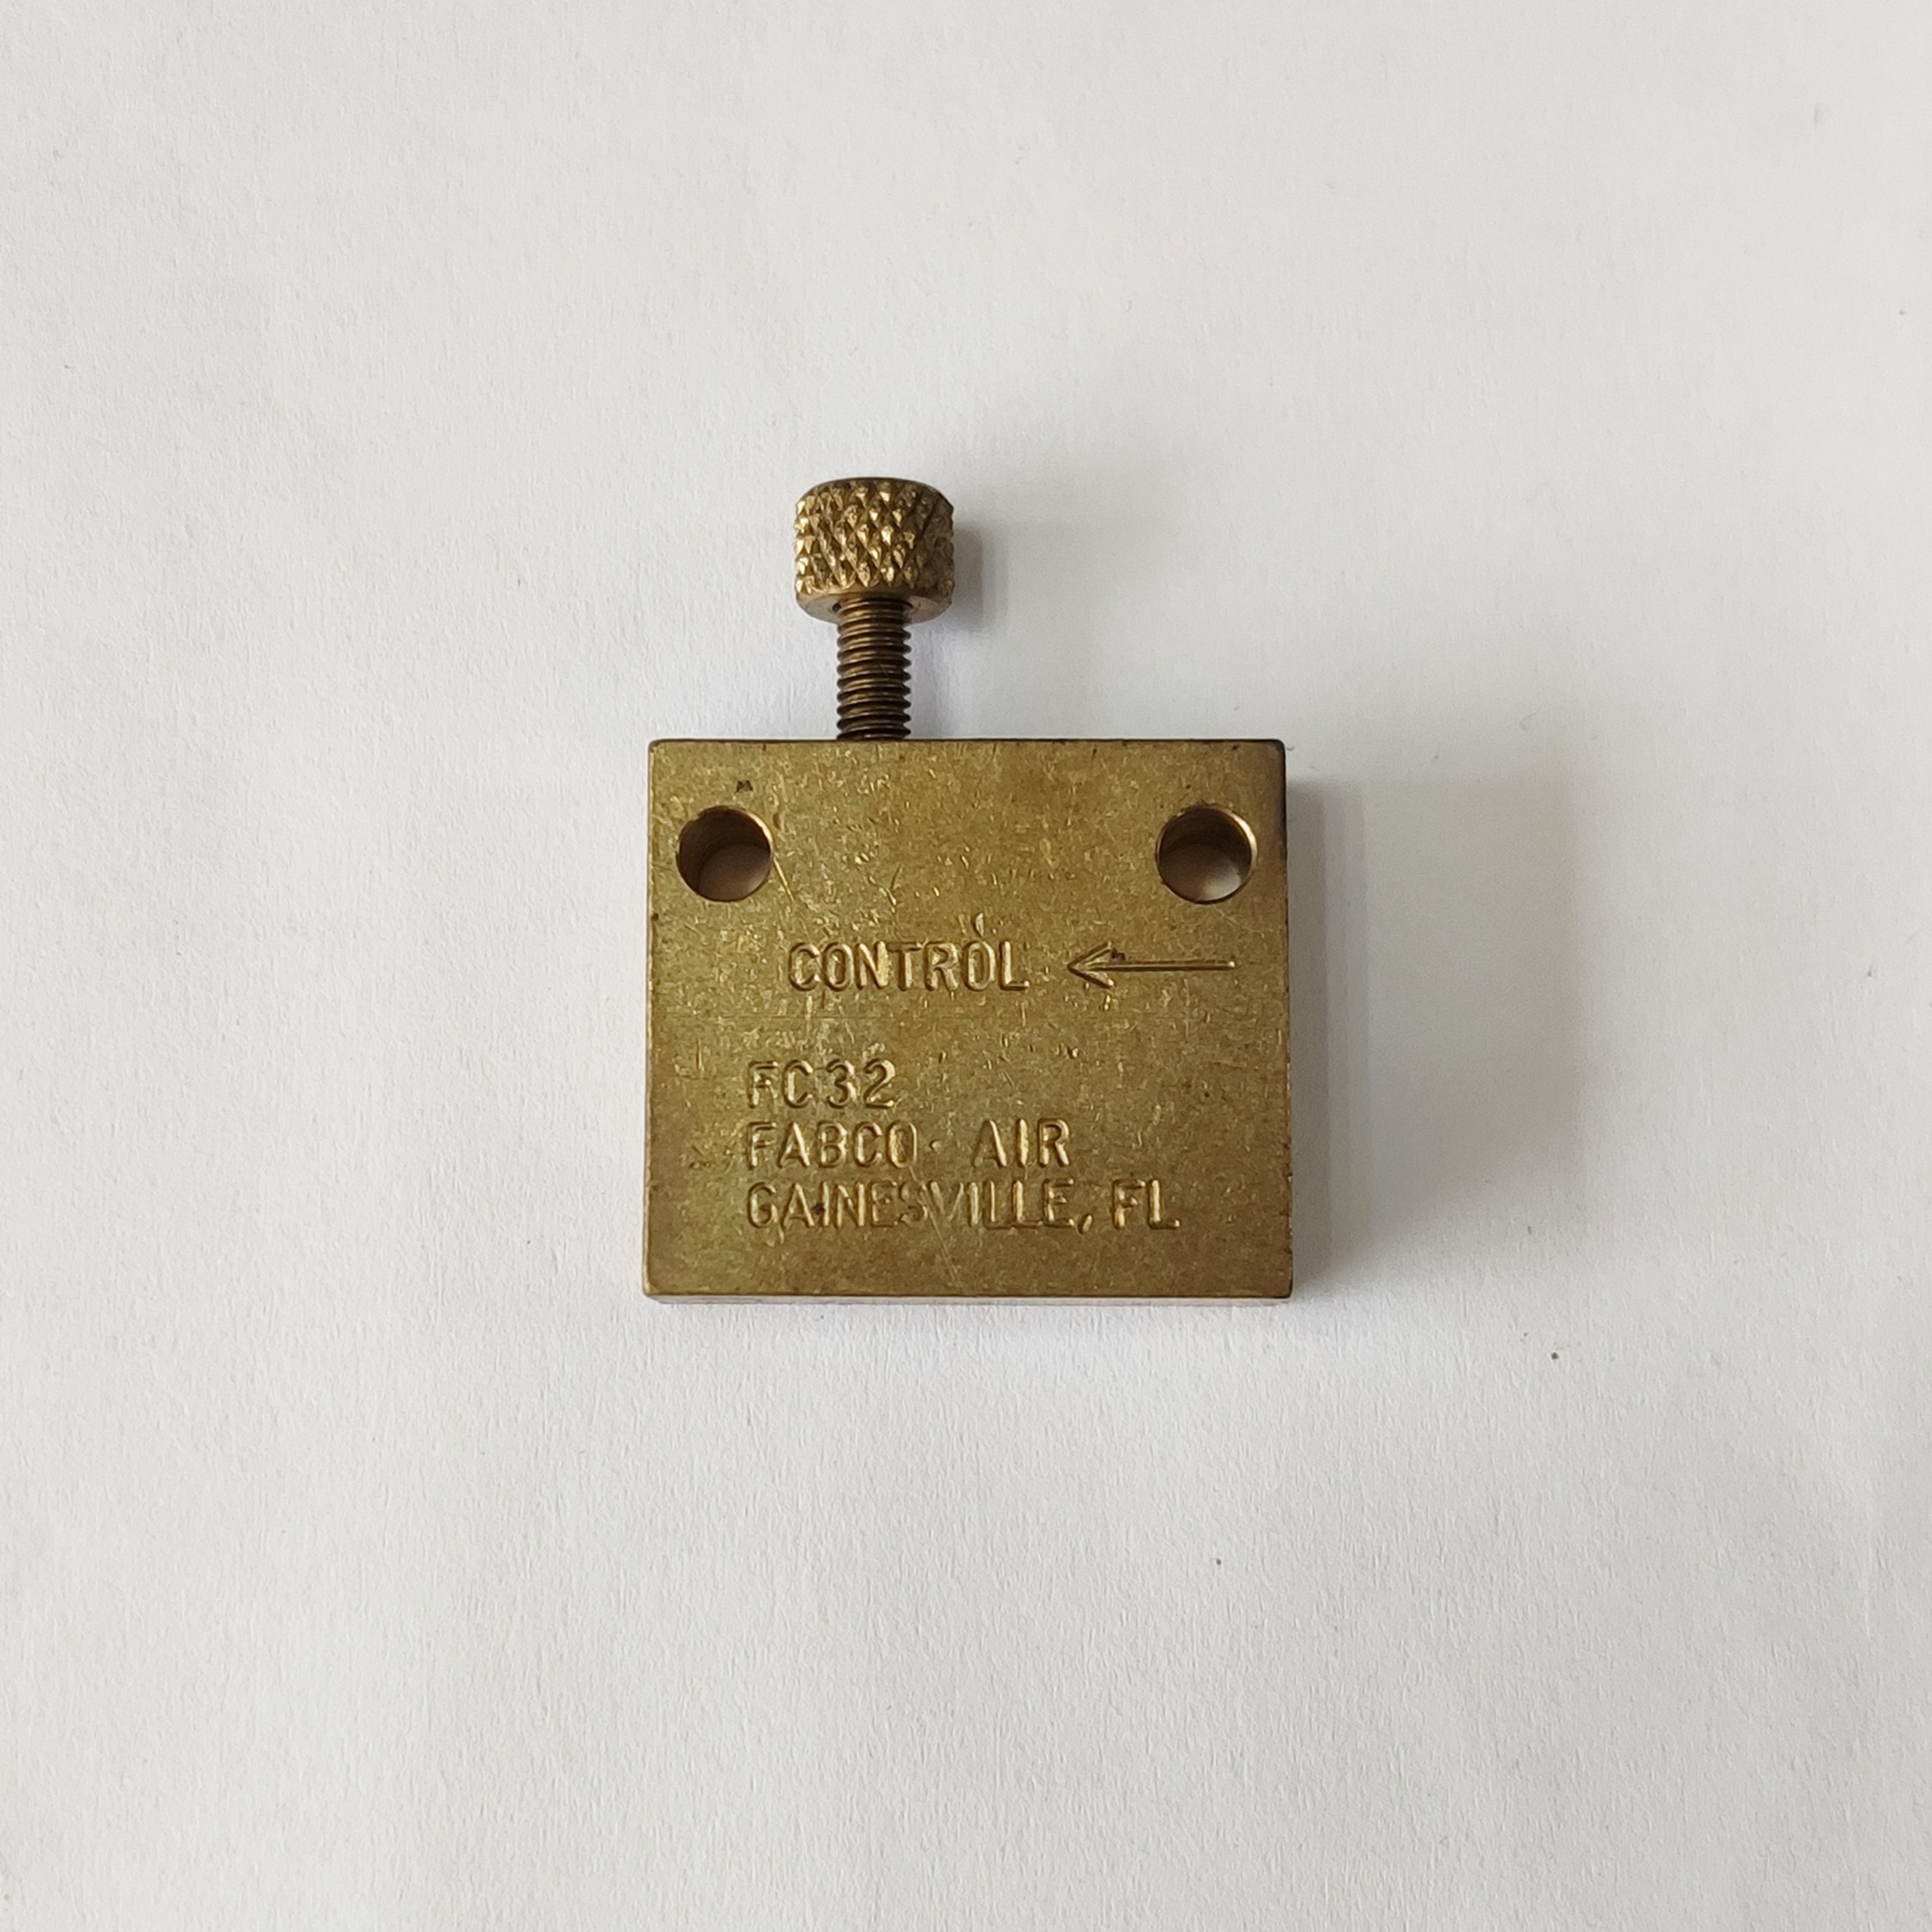 CONTROL ←
FC32
FABCO-AIR
GAINESVILLE, FL